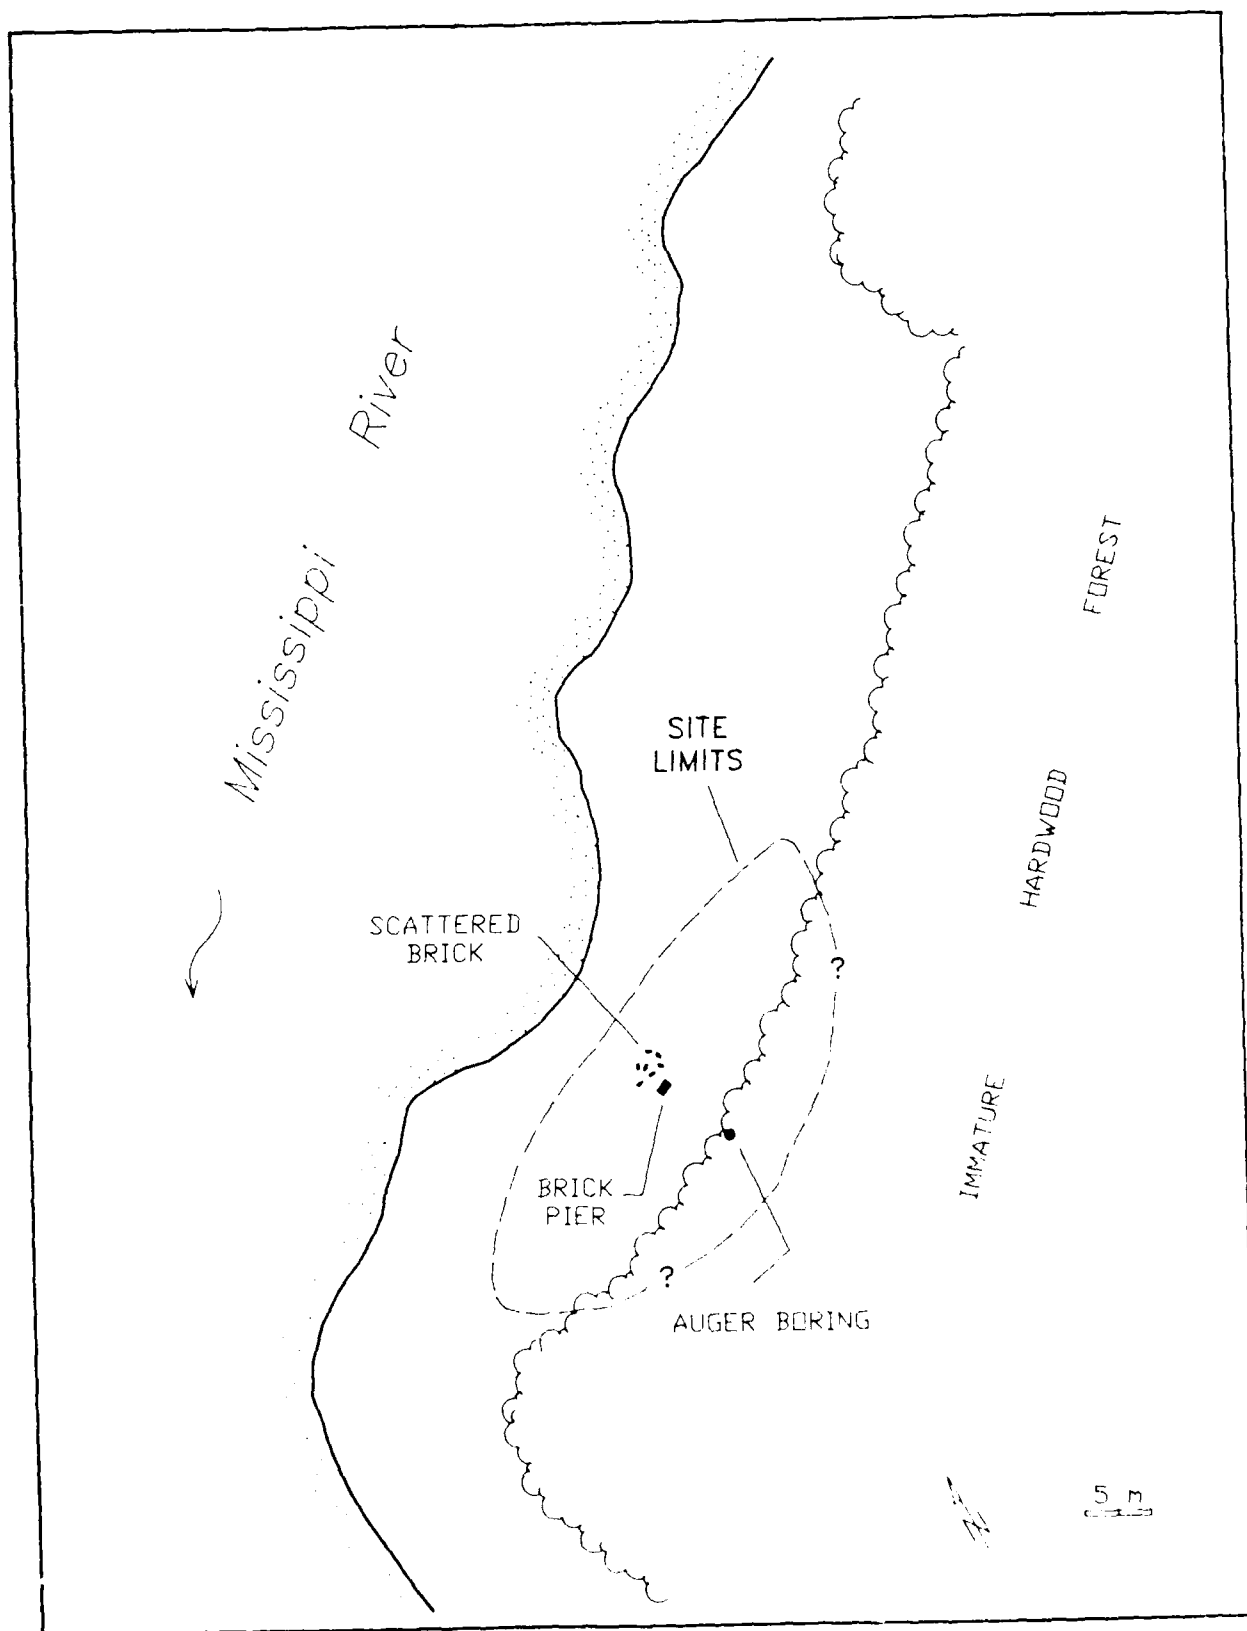 Mississippi River
FOREST
HARDWOOD
IMMATURE
SITE
LIMITS
SCATTERED
BRICK
?
BRICK
PIER
?
AUGER BORING
N
5 m